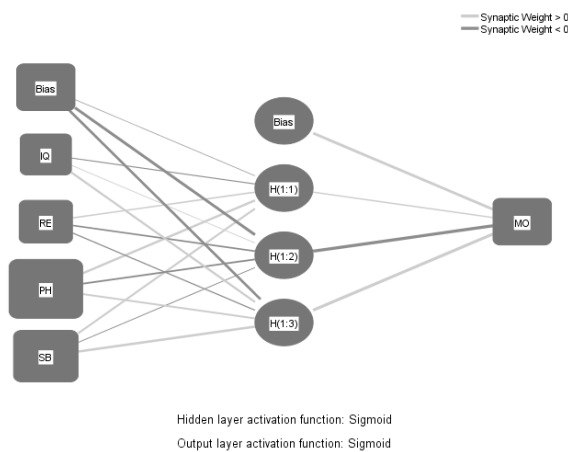 Synaptic Weight > 0
Synaptic Weight < 0
Bias
IQ
RE
PH
SB
Bias
H(1:1)
H(1:2)
H(1:3)
MO
Hidden layer activation function: Sigmoid
Output layer activation function: Sigmoid